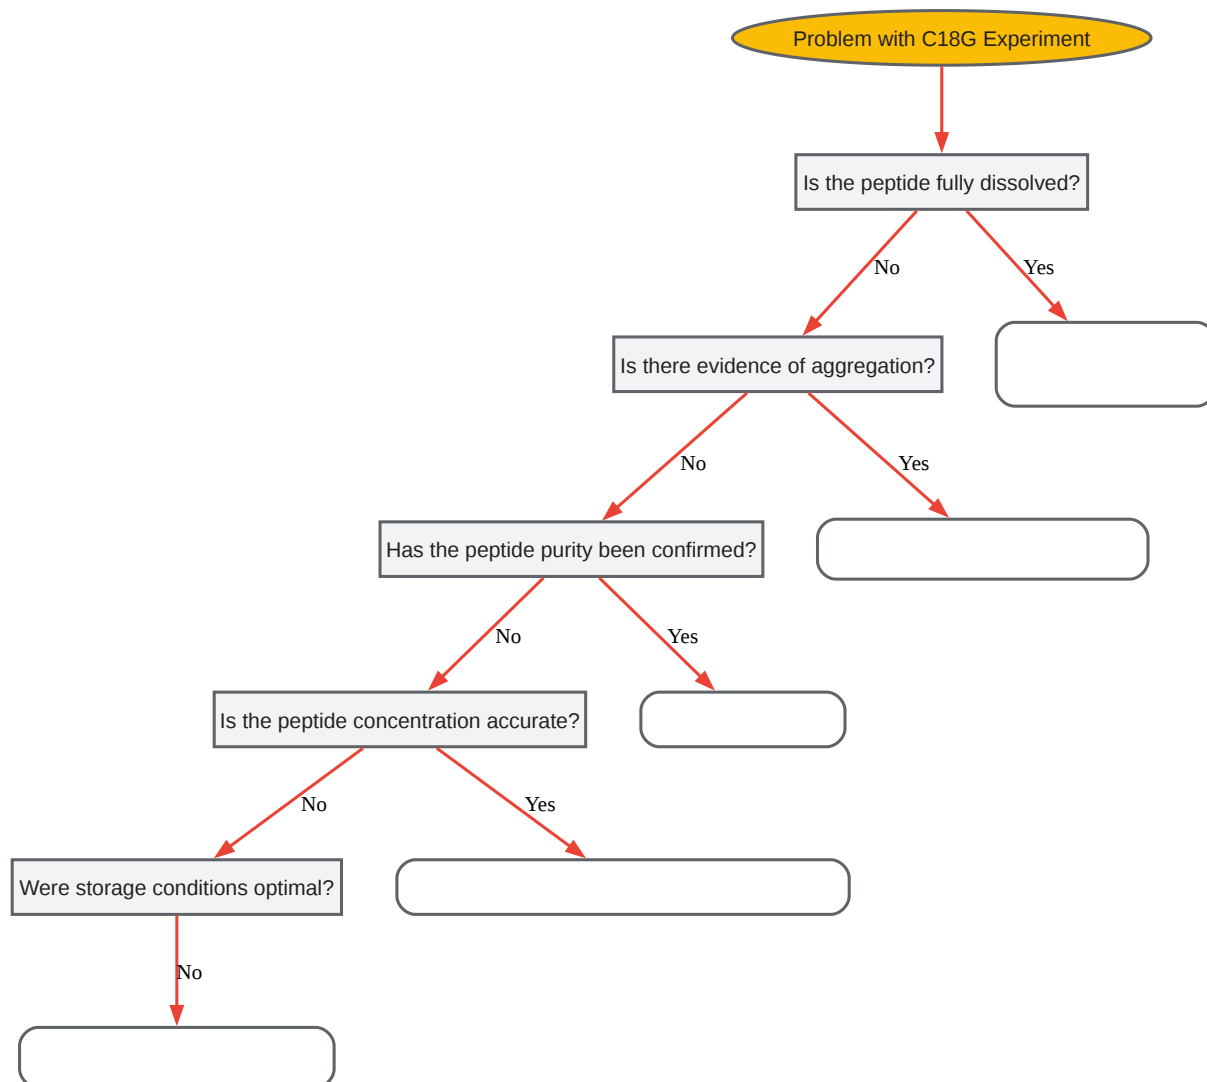 Problem with C18G Experiment
Is the peptide fully dissolved?
No
Yes
Is there evidence of aggregation?
No
Yes
Has the peptide purity been confirmed?
No
Yes
Is the peptide concentration accurate?
No
Yes
Were storage conditions optimal?
No